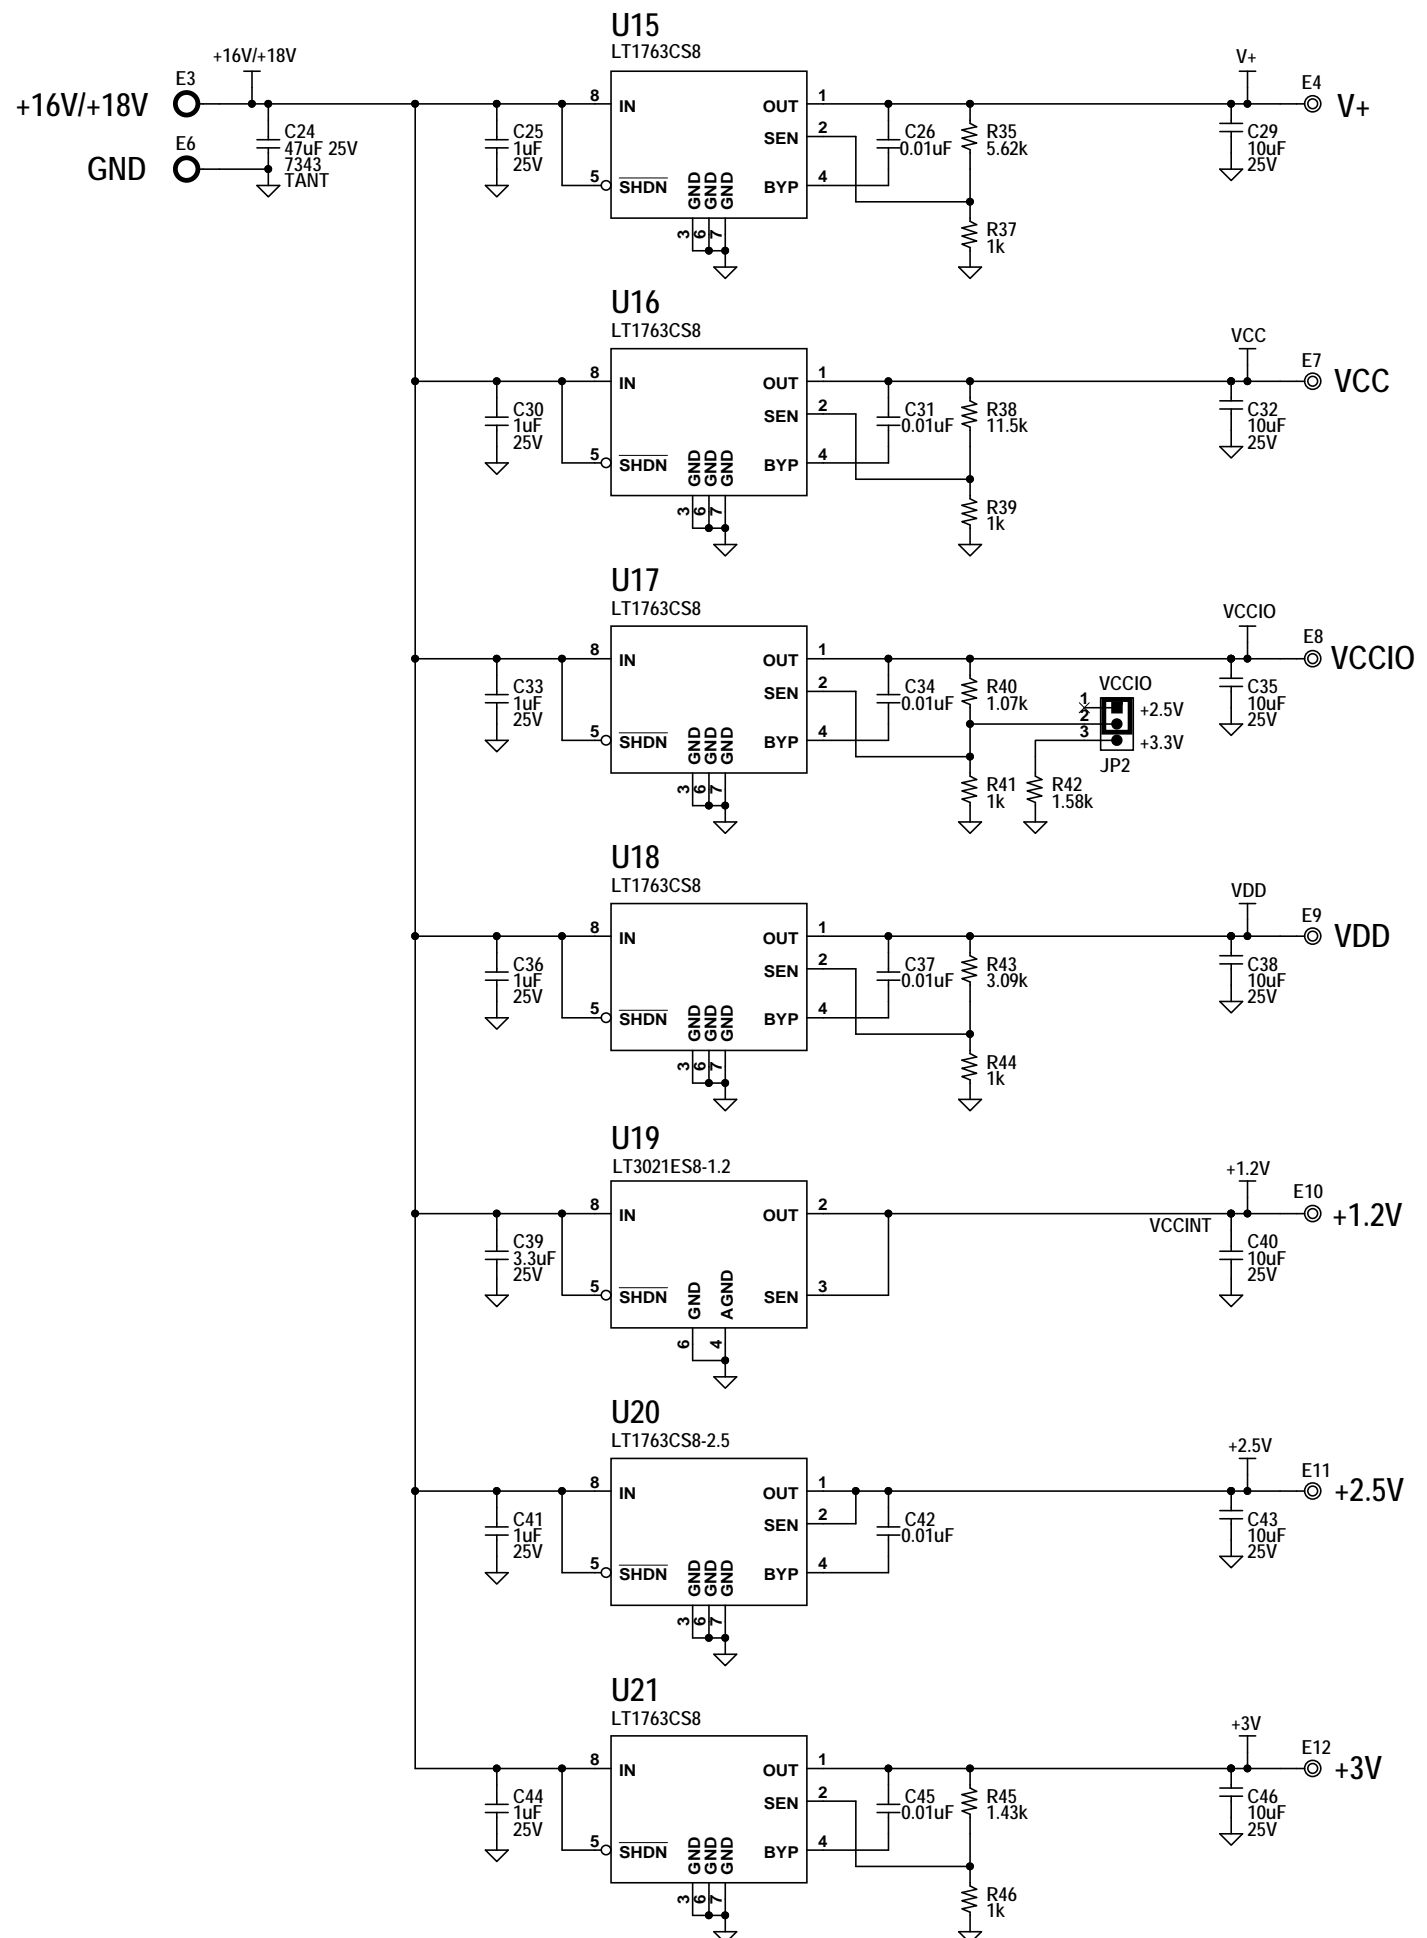 U15
LT1763CS8
+16V/+18V
E3
+16V/+18V
E6
GND
C24
47uF 25V
7343
TANT
C25
1uF
25V
8
IN
5
SHDN
GND
GND
GND
3
6
7
OUT
1
SEN
2
BYP
4
C26
0.01uF
R35
5.62k
R37
1k
V+
E4
V+
C29
10uF
25V
U16
LT1763CS8
C30
1uF
25V
8
IN
5
SHDN
GND
GND
GND
3
6
7
OUT
1
SEN
2
BYP
4
C31
0.01uF
R38
11.5k
R39
1k
VCC
E7
VCC
C32
10uF
25V
U17
LT1763CS8
C33
1uF
25V
8
IN
5
SHDN
GND
GND
GND
3
6
7
OUT
1
SEN
2
BYP
4
C34
0.01uF
R40
1.07k
R41
1k
R42
1.58k
VCCIO
1
2
3
+2.5V
+3.3V
JP2
VCCIO
E8
VCCIO
C35
10uF
25V
U18
LT1763CS8
C36
1uF
25V
8
IN
5
SHDN
GND
GND
GND
3
6
7
OUT
1
SEN
2
BYP
4
C37
0.01uF
R43
3.09k
R44
1k
VDD
E9
VDD
C38
10uF
25V
U19
LT3021ES8-1.2
C39
3.3uF
25V
8
IN
5
SHDN
GND
AGND
6
4
OUT
2
SEN
3
VCCINT
+1.2V
E10
+1.2V
C40
10uF
25V
U20
LT1763CS8-2.5
C41
1uF
25V
8
IN
5
SHDN
GND
GND
GND
3
6
7
OUT
1
SEN
2
BYP
4
C42
0.01uF
+2.5V
E11
+2.5V
C43
10uF
25V
U21
LT1763CS8
C44
1uF
25V
8
IN
5
SHDN
GND
GND
GND
3
6
7
OUT
1
SEN
2
BYP
4
C45
0.01uF
R45
1.43k
R46
1k
+3V
E12
+3V
C46
10uF
25V